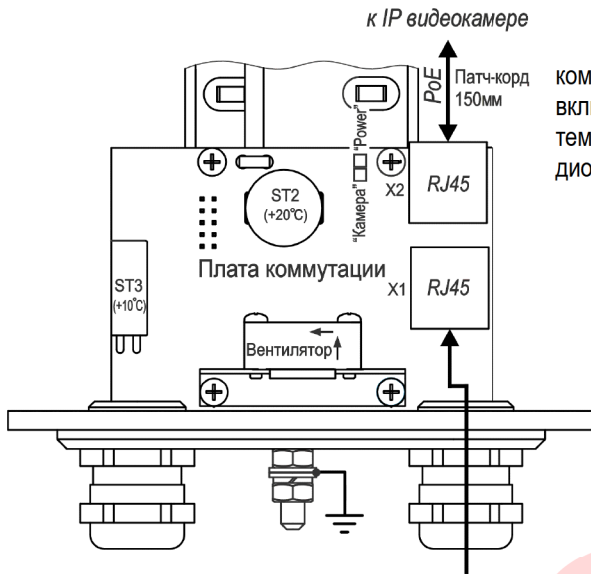 к IP видеокамере
PoE
Патч-корд
150мм
ком
вкл
тем
дио
"Камера"
"Power"
X2
RJ45
ST2
(+20°C)
Плата коммутации
X1
RJ45
ST3
(+10°C)
Вентилятор